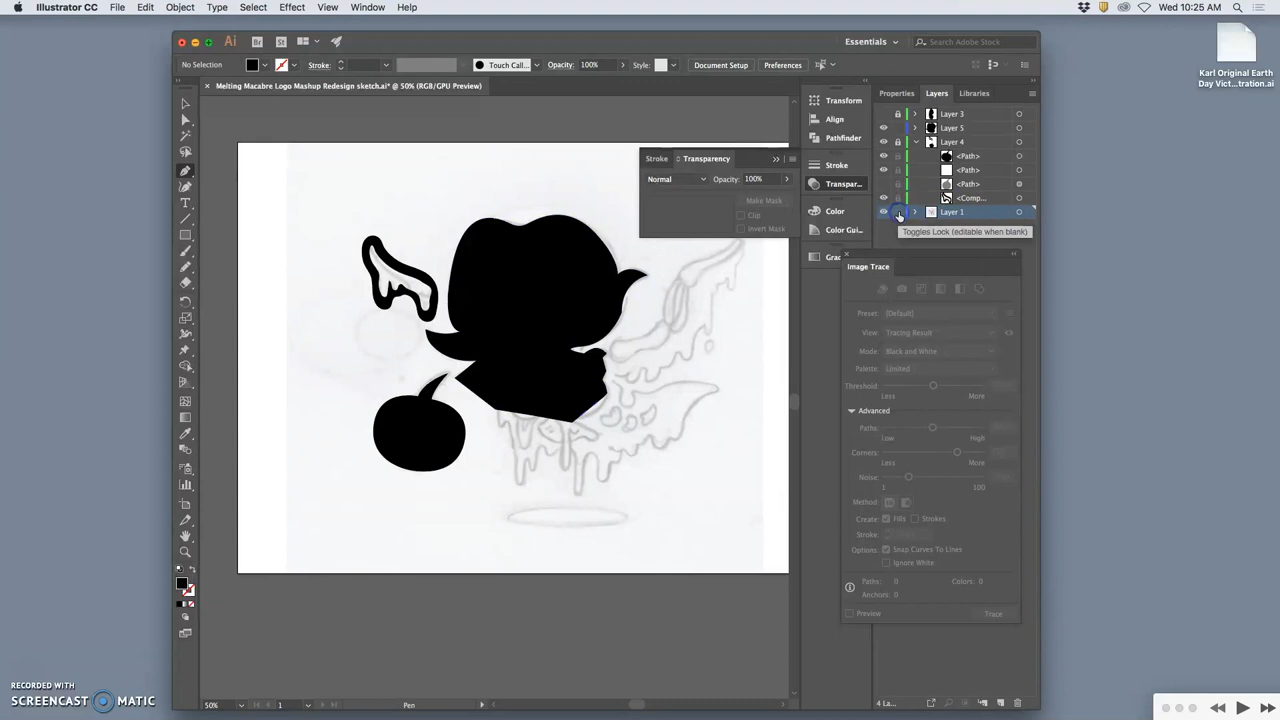 Illustrator CC File Edit Object Type Select Effect View Window Help
Wed 10:25 AM
Ai Br St
Essentials
Search Adobe Stock
No Selection
Stroke:
Touch Call...
Opacity: 100%
Style:
Document Setup
Preferences
× Melting Macabre Logo Mashup Redesign sketch.ai* @ 50% (RGB/GPU Preview)
Karl Original Earth
Day Vict...tration.ai
Transform
Align
Pathfinder
Stroke
Transpar...
Color
Color Gui...
Grac
Stroke
Transparency
Normal
Opacity: 100%
Make Mask
Clip
Invert Mask
Properties Layers Libraries
Layer 3
Layer 5
Layer 4
<Path>
<Path>
<Path>
<Comp...
Layer 1
Toggles Lock (editable when blank)
Image Trace
Preset: [Default]
View: Tracing Result
Mode: Black and White
Palette: Limited
Threshold:
Less More
Advanced
Paths:
Low High
Corners:
Less More
Noise:
1 100
Method:
Create: Fills Strokes
Stroke:
Options: Snap Curves To Lines
Ignore White
Paths: 0 Colors: 0
Anchors: 0
Preview
Trace
50% 1 Pen
4 La...
RECORDED WITH
SCREENCAST MATIC